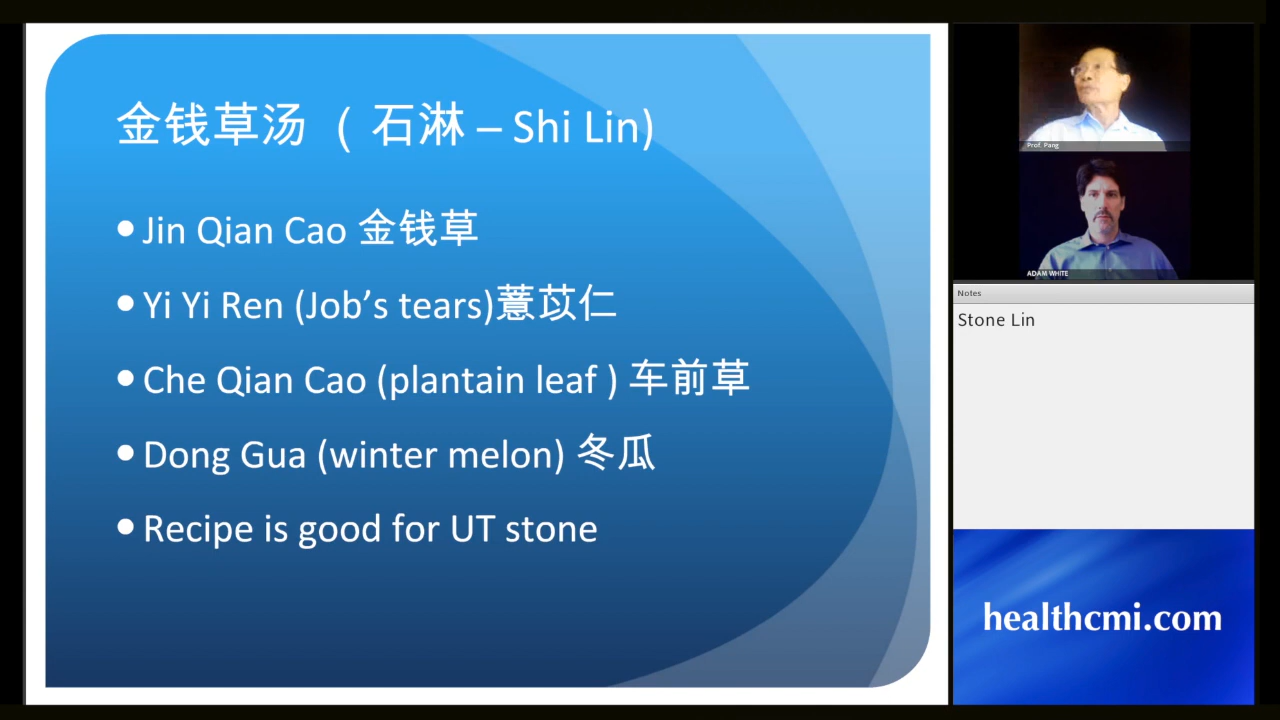 金钱草汤 ( 石淋 – Shi Lin)
• Jin Qian Cao 金钱草
• Yi Yi Ren (Job’s tears)薏苡仁
• Che Qian Cao (plantain leaf ) 车前草
• Dong Gua (winter melon) 冬瓜
• Recipe is good for UT stone
Prof. Pang
ADAM WHITE
Notes
Stone Lin
healthcmi.com